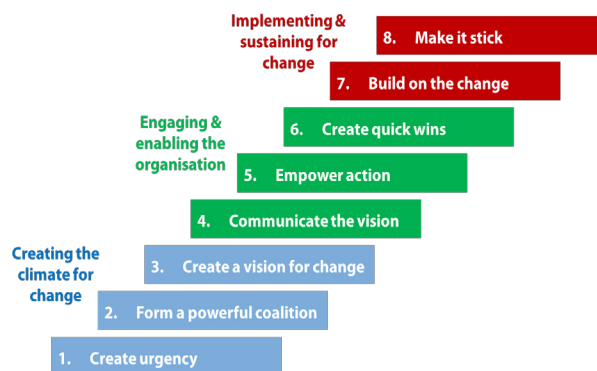 Implementing &
sustaining for
change
8. Make it stick
7. Build on the change
Engaging &
enabling the
organisation
6. Create quick wins
5. Empower action
4. Communicate the vision
Creating the
climate for
change
3. Create a vision for change
2. Form a powerful coalition
1. Create urgency